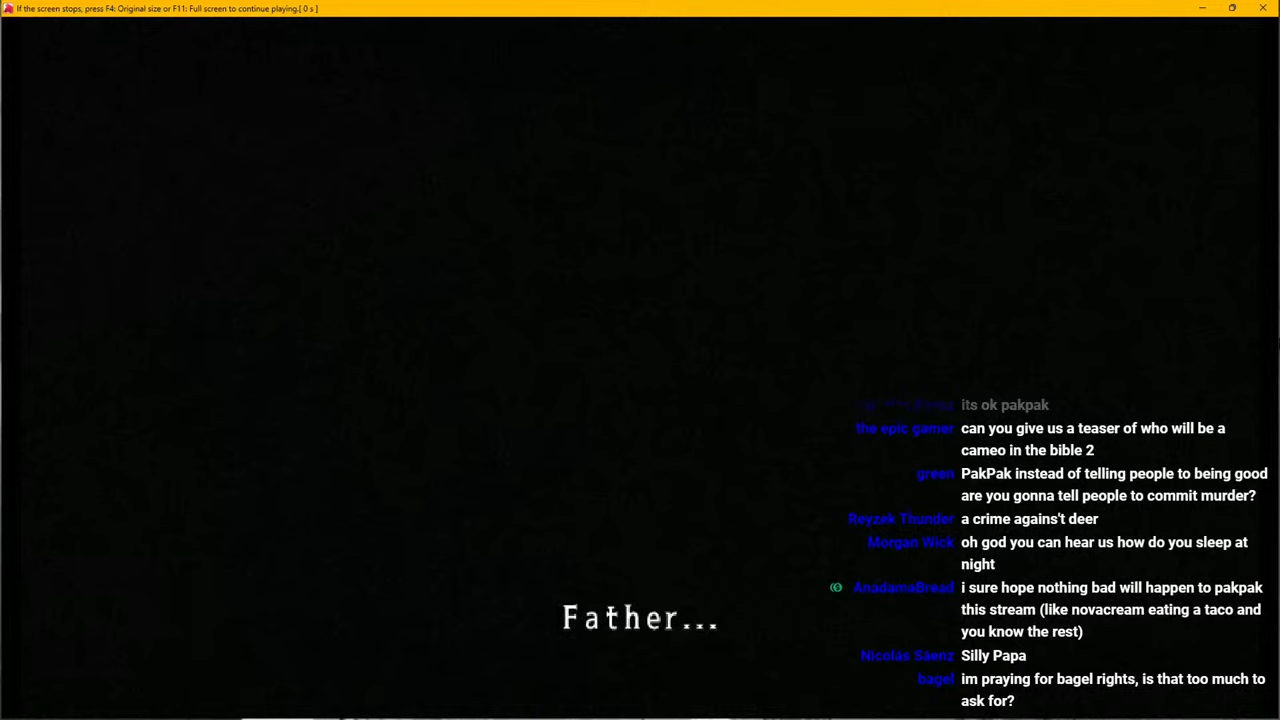 If the screen stops, press F4: Original size or F11: Full screen to continue playing.[ 0 s ]
its ok pakpak
the epic gamer can you give us a teaser of who will be a
cameo in the bible 2
green PakPak instead of telling people to being good
are you gonna tell people to commit murder?
Reyzek Thunder a crime agains't deer
Morgan Wick oh god you can hear us how do you sleep at
night
AnadamaBread i sure hope nothing bad will happen to pakpak
this stream (like novacream eating a taco and
you know the rest)
Father...
Nicolás Sáenz Silly Papa
bagel im praying for bagel rights, is that too much to
ask for?